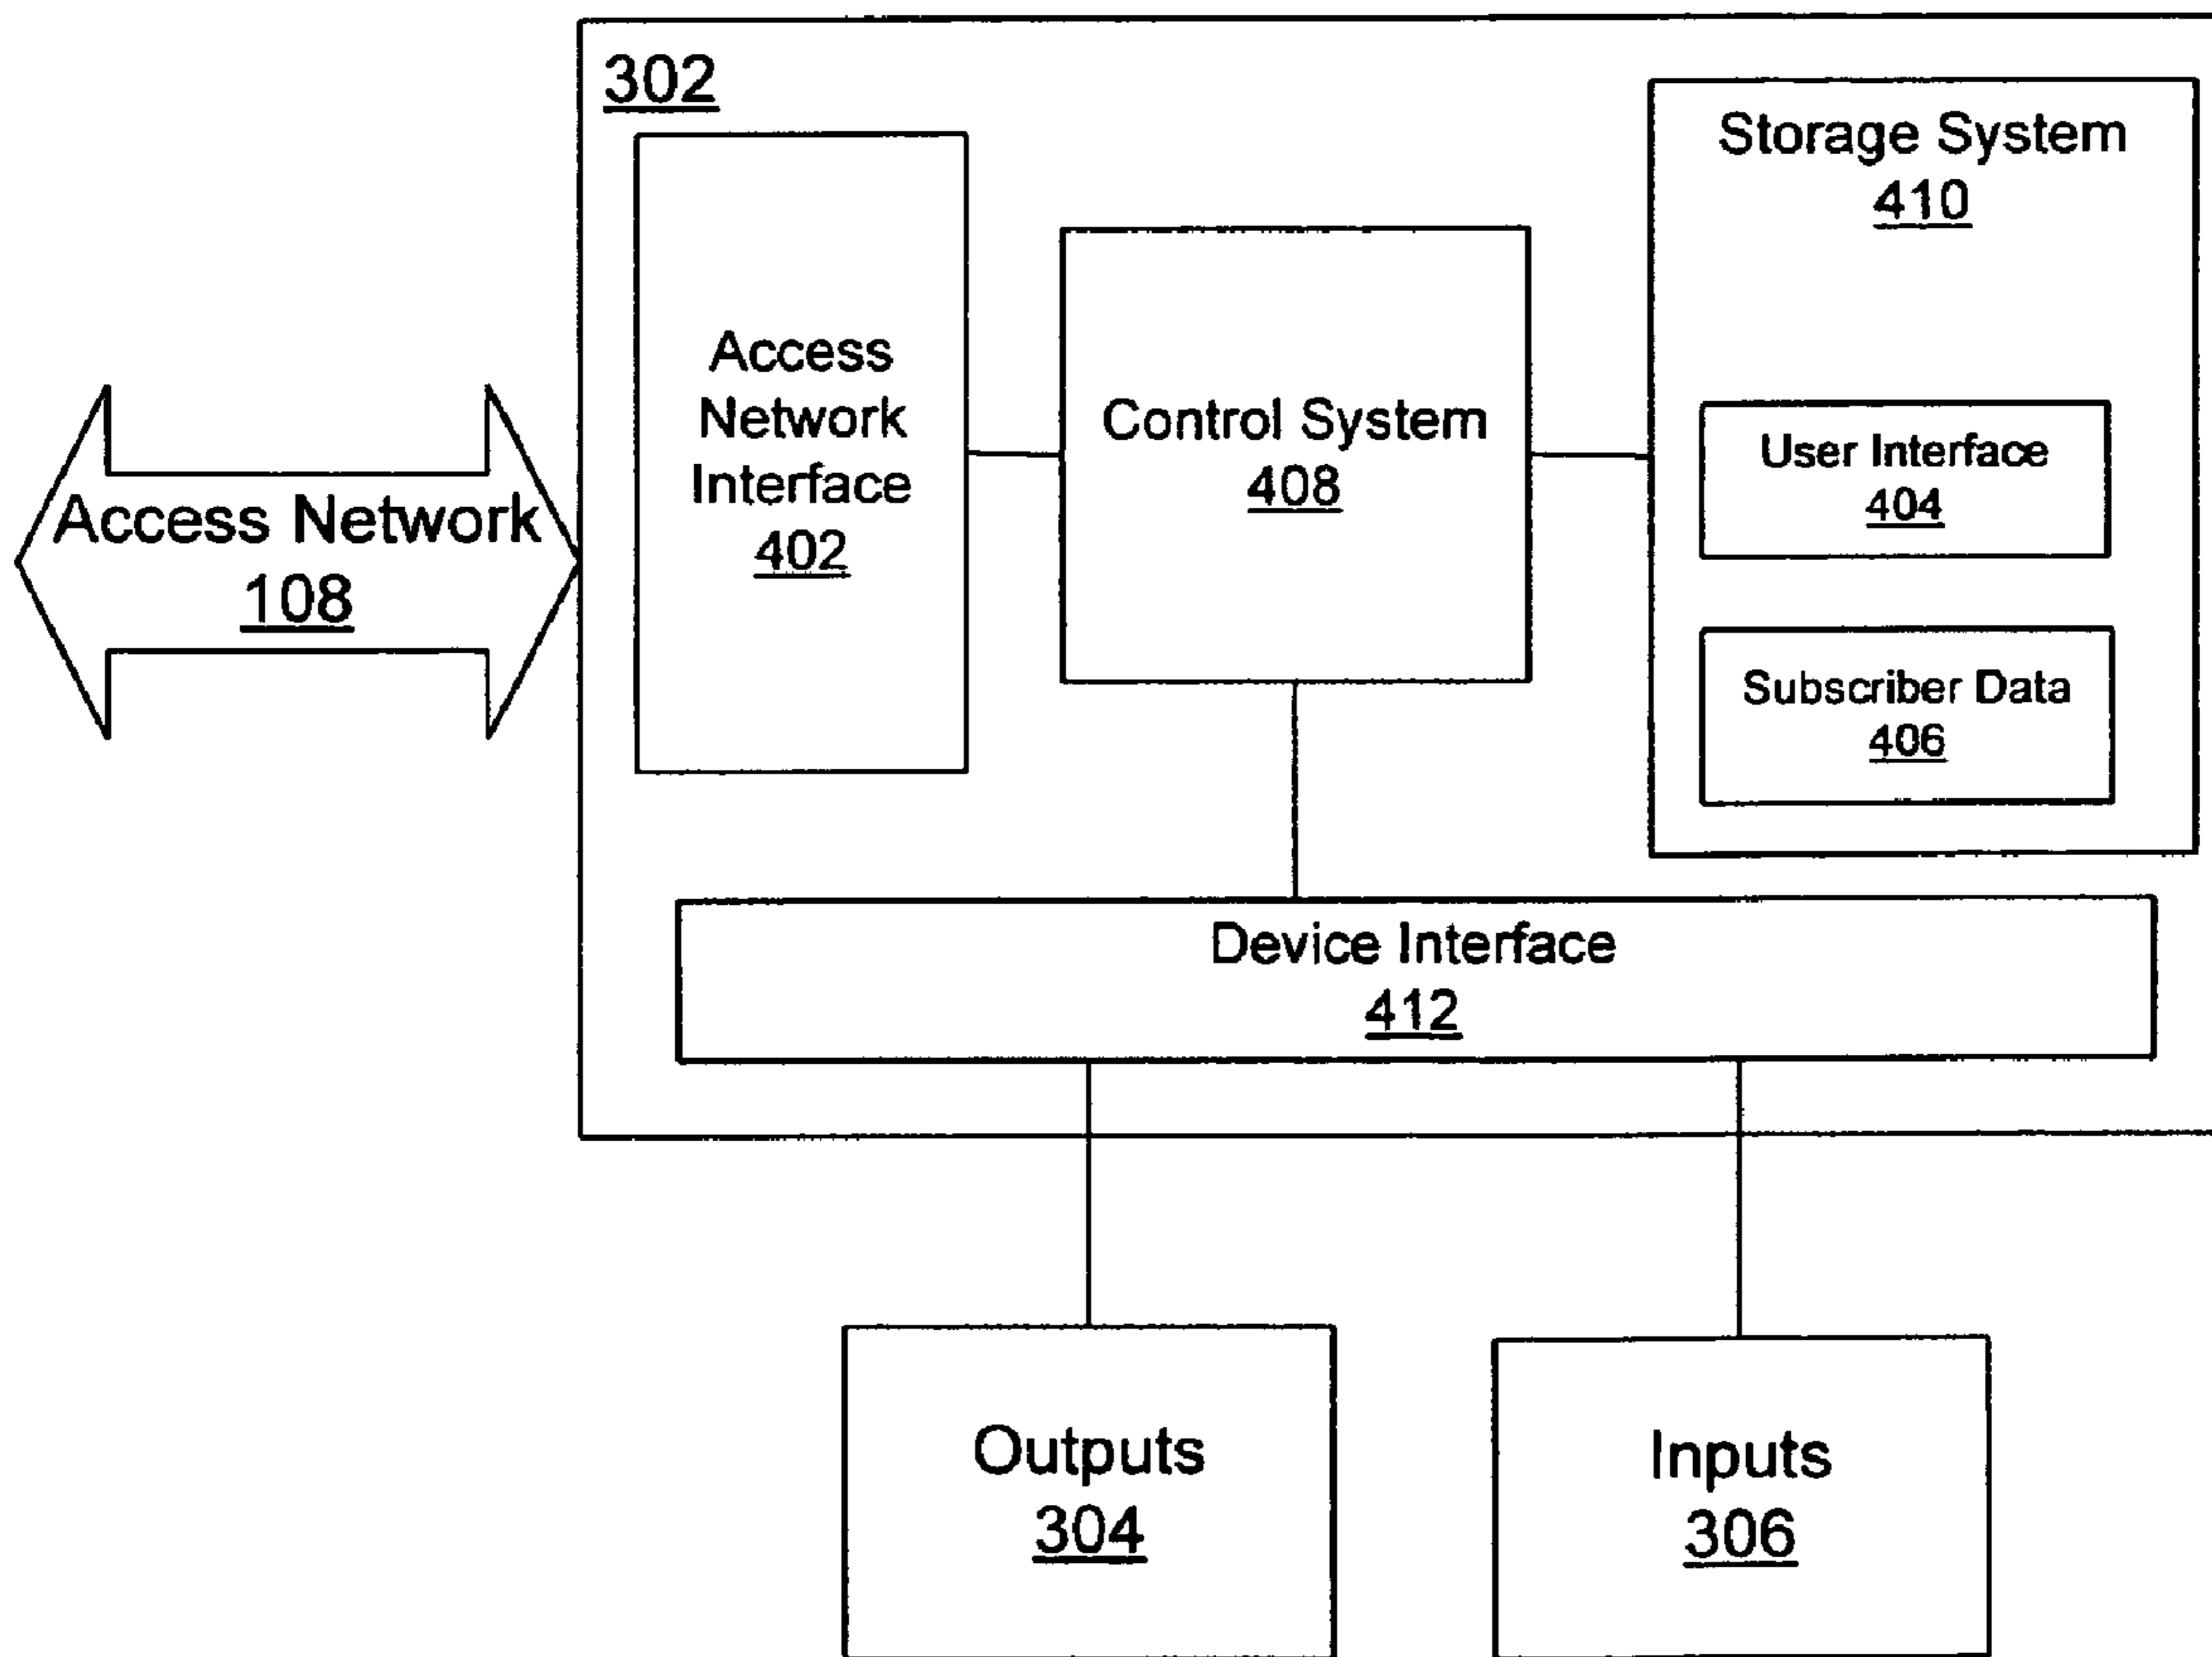 302
Storage System
410
Access
Network
Interface
402
Control System
408
User Interface
404
Access Network
108
Subscriber Data
406
Device Interface
412
Outputs
304
Inputs
306